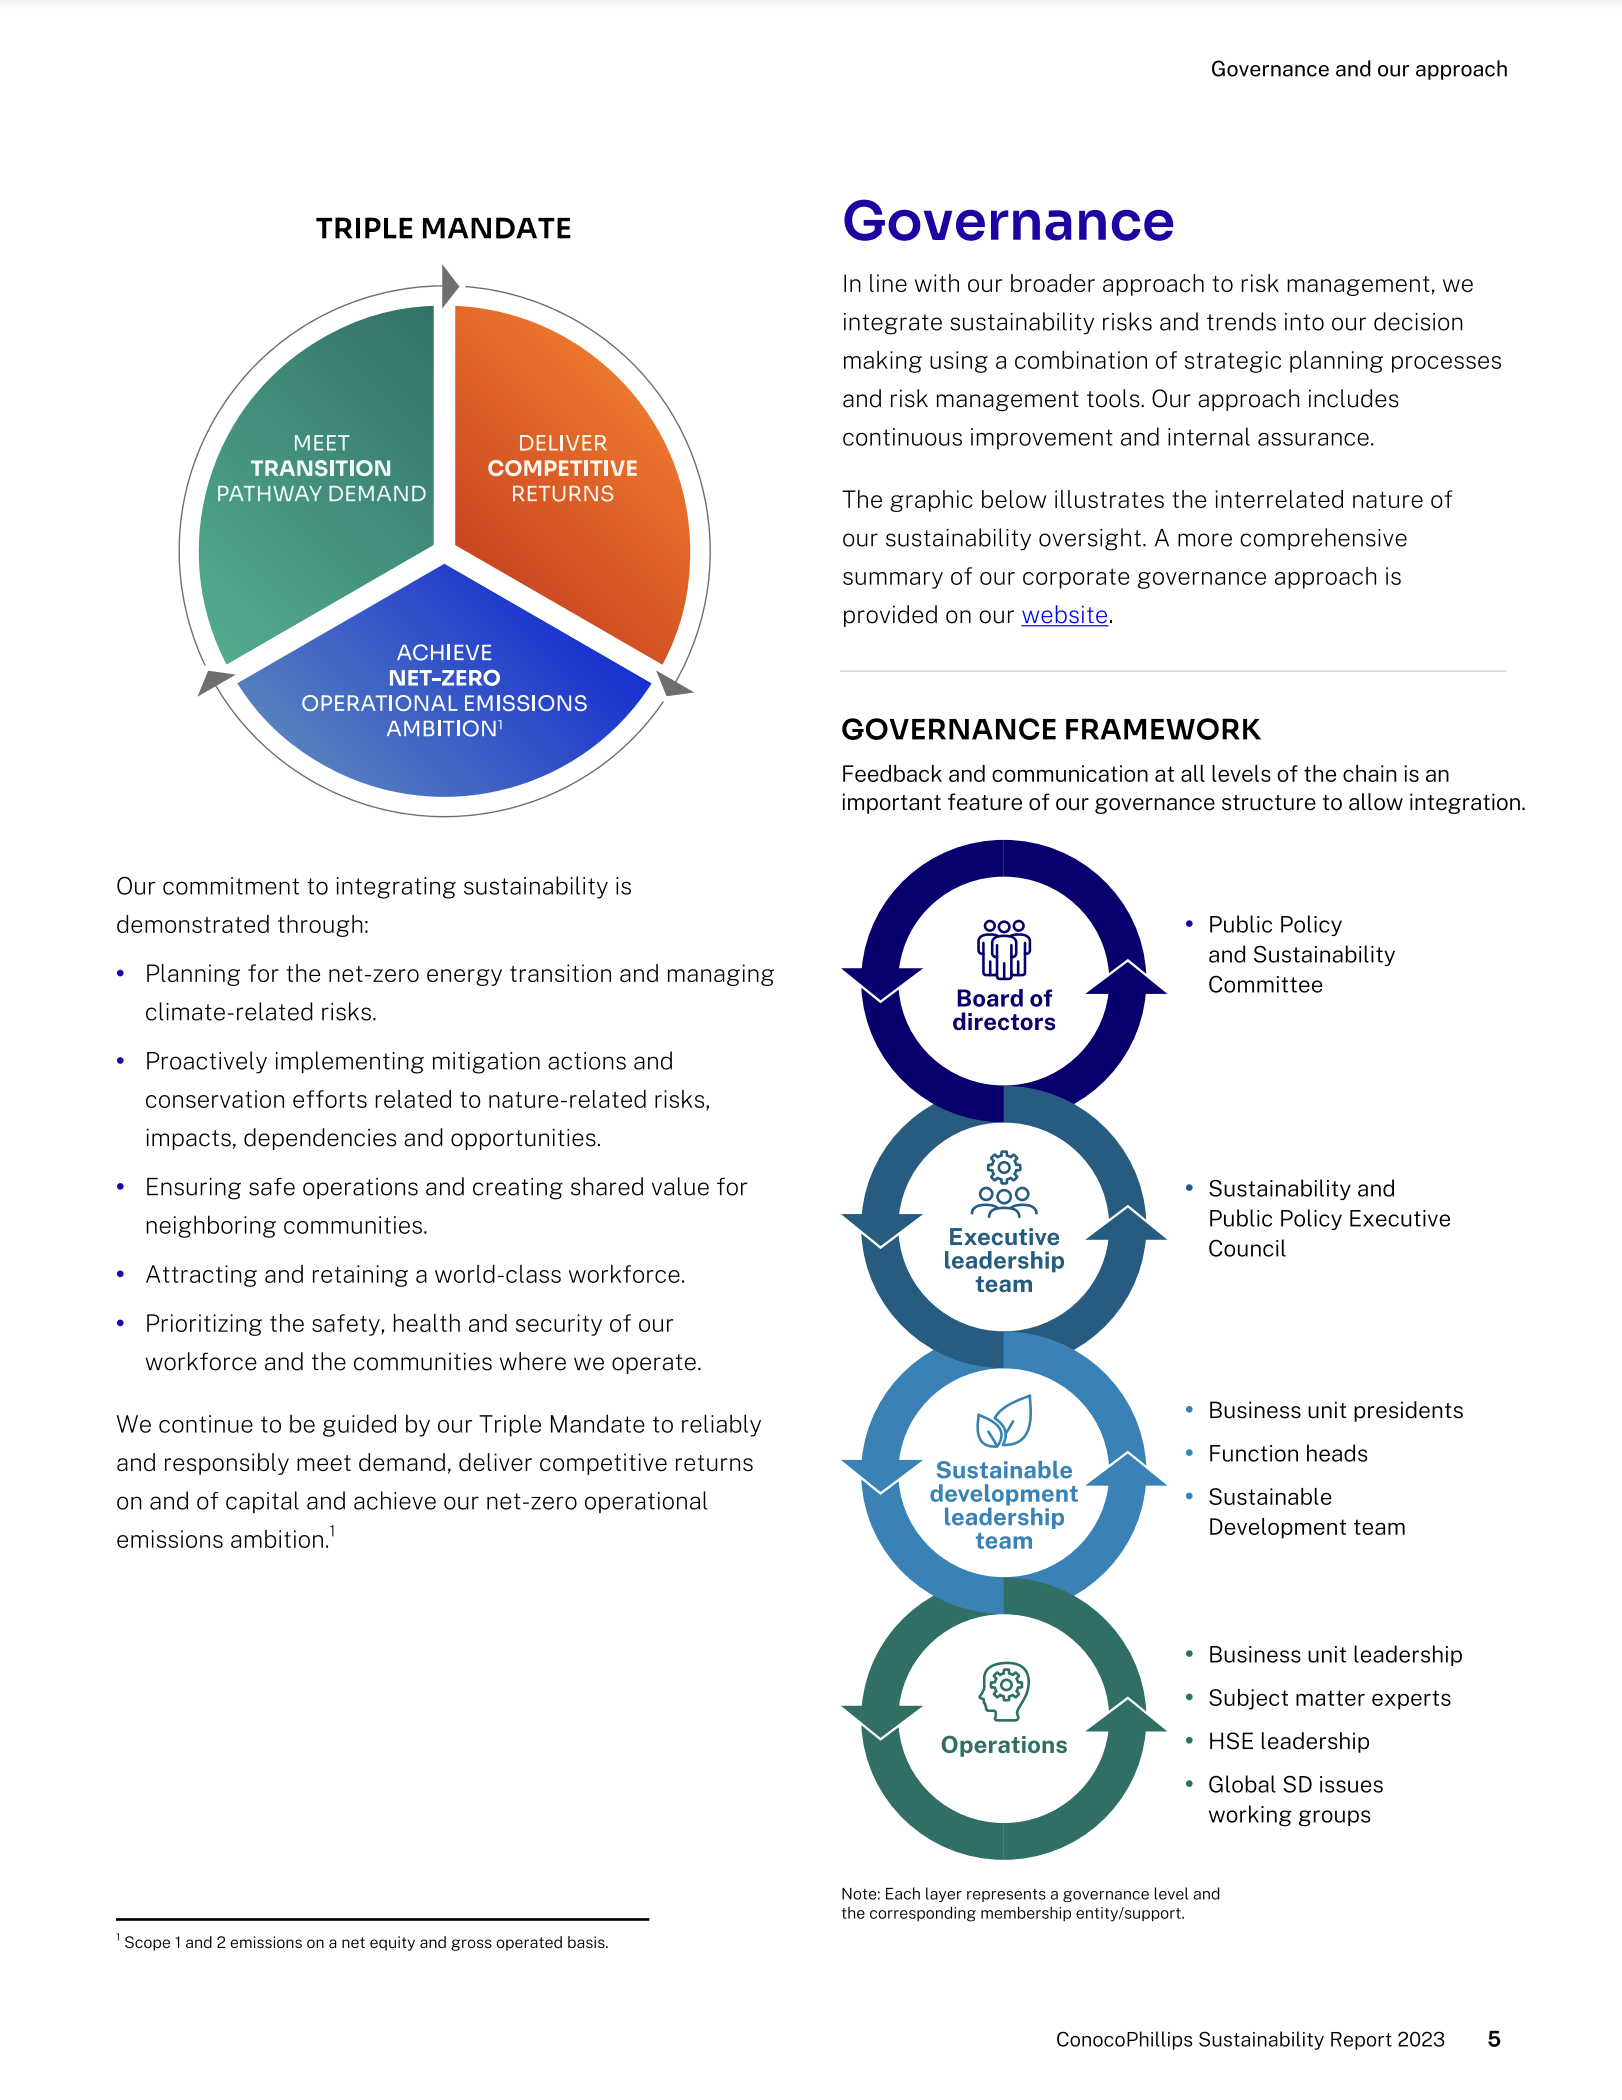 Governance and our approach
TRIPLE MANDATE
MEET
TRANSITION
PATHWAY DEMAND
DELIVER
COMPETITIVE
RETURNS
ACHIEVE
NET-ZERO
OPERATIONAL EMISSIONS
AMBITION¹
Our commitment to integrating sustainability is
demonstrated through:
• Planning for the net-zero energy transition and managing
climate-related risks.
• Proactively implementing mitigation actions and
conservation efforts related to nature-related risks,
impacts, dependencies and opportunities.
• Ensuring safe operations and creating shared value for
neighboring communities.
• Attracting and retaining a world-class workforce.
• Prioritizing the safety, health and security of our
workforce and the communities where we operate.
We continue to be guided by our Triple Mandate to reliably
and responsibly meet demand, deliver competitive returns
on and of capital and achieve our net-zero operational
emissions ambition.¹
¹ Scope 1 and 2 emissions on a net equity and gross operated basis.
Governance
In line with our broader approach to risk management, we
integrate sustainability risks and trends into our decision
making using a combination of strategic planning processes
and risk management tools. Our approach includes
continuous improvement and internal assurance.
The graphic below illustrates the interrelated nature of
our sustainability oversight. A more comprehensive
summary of our corporate governance approach is
provided on our website.
GOVERNANCE FRAMEWORK
Feedback and communication at all levels of the chain is an
important feature of our governance structure to allow integration.
Board of
directors
• Public Policy
and Sustainability
Committee
Executive
leadership
team
• Sustainability and
Public Policy Executive
Council
Sustainable
development
leadership
team
• Business unit presidents
• Function heads
• Sustainable
Development team
Operations
• Business unit leadership
• Subject matter experts
• HSE leadership
• Global SD issues
working groups
Note: Each layer represents a governance level and
the corresponding membership entity/support.
ConocoPhillips Sustainability Report 2023 5